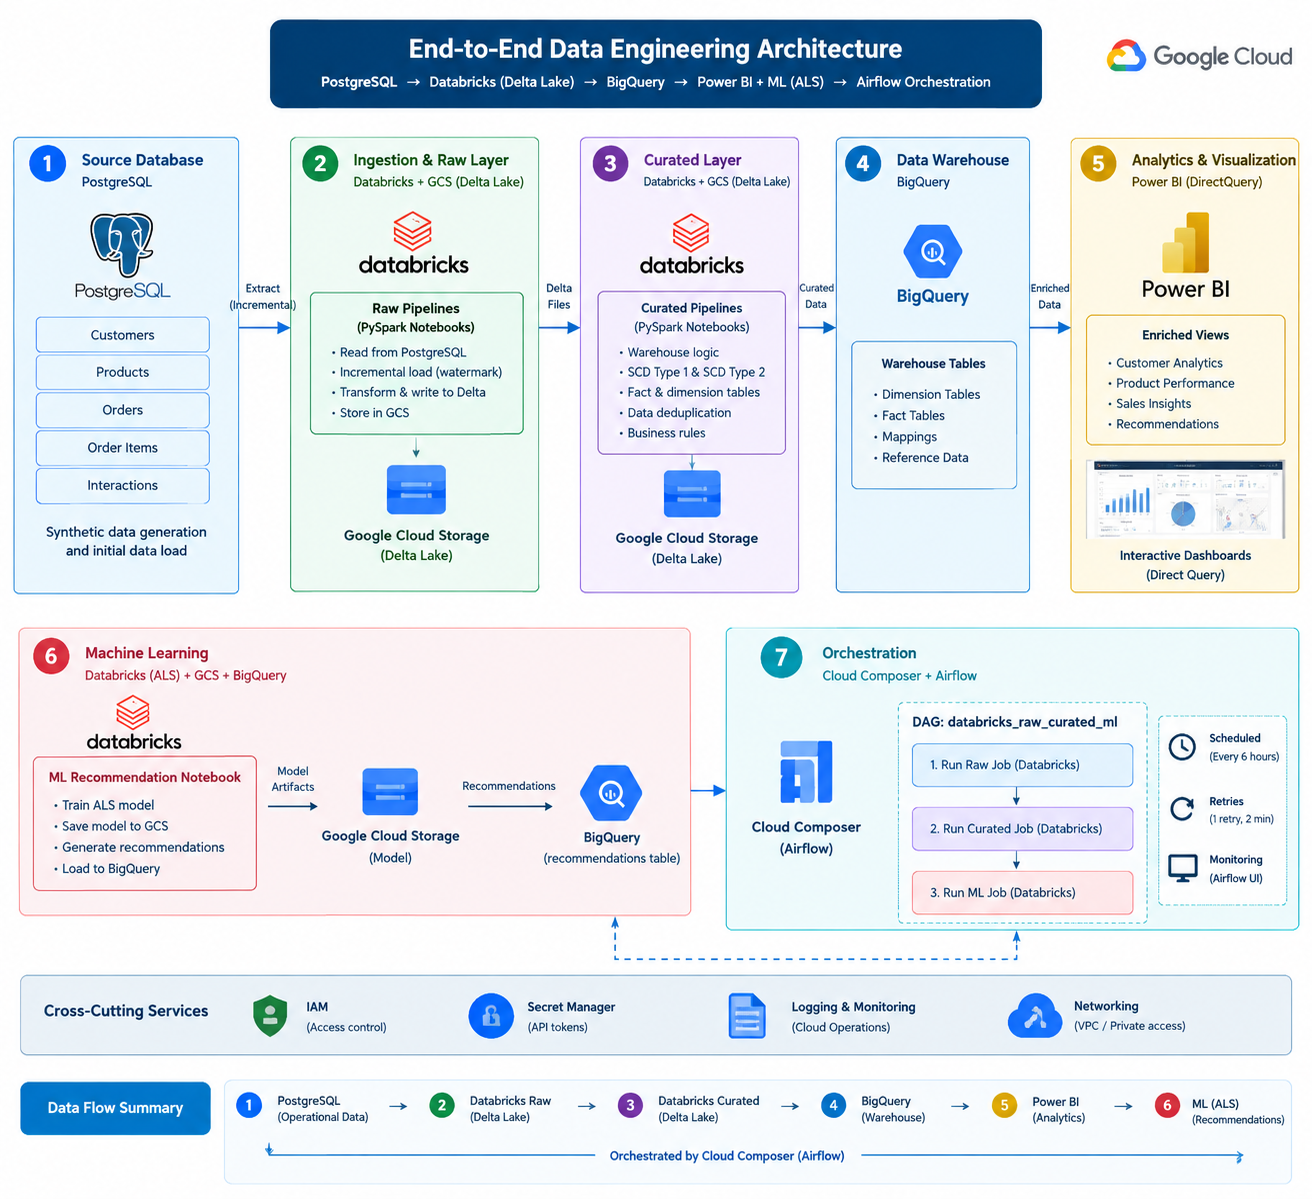 End-to-End Data Engineering Architecture
PostgreSQL → Databricks (Delta Lake) → BigQuery → Power BI + ML (ALS) → Airflow Orchestration
Google Cloud
1
Source Database
PostgreSQL
PostgreSQL
Customers
Products
Orders
Order Items
Interactions
Synthetic data generation
and initial data load
Extract
(Incremental)
2
Ingestion & Raw Layer
Databricks + GCS (Delta Lake)
databricks
Raw Pipelines
(PySpark Notebooks)
• Read from PostgreSQL
• Incremental load (watermark)
• Transform & write to Delta
• Store in GCS
Google Cloud Storage
(Delta Lake)
Delta
Files
3
Curated Layer
Databricks + GCS (Delta Lake)
databricks
Curated Pipelines
(PySpark Notebooks)
• Warehouse logic
• SCD Type 1 & SCD Type 2
• Fact & dimension tables
• Data deduplication
• Business rules
Google Cloud Storage
(Delta Lake)
Curated
Data
4
Data Warehouse
BigQuery
BigQuery
Warehouse Tables
• Dimension Tables
• Fact Tables
• Mappings
• Reference Data
Enriched
Data
5
Analytics & Visualization
Power BI (DirectQuery)
Power BI
Enriched Views
• Customer Analytics
• Product Performance
• Sales Insights
• Recommendations
Interactive Dashboards
(Direct Query)
6
Machine Learning
Databricks (ALS) + GCS + BigQuery
databricks
ML Recommendation Notebook
• Train ALS model
• Save model to GCS
• Generate recommendations
• Load to BigQuery
Model
Artifacts
Google Cloud Storage
(Model)
Recommendations
BigQuery
(recommendations table)
7
Orchestration
Cloud Composer + Airflow
Cloud Composer
(Airflow)
DAG: databricks_raw_curated_ml
1. Run Raw Job (Databricks)
2. Run Curated Job (Databricks)
3. Run ML Job (Databricks)
Scheduled
(Every 6 hours)
Retries
(1 retry, 2 min)
Monitoring
(Airflow UI)
Cross-Cutting Services
IAM
(Access control)
Secret Manager
(API tokens)
Logging & Monitoring
(Cloud Operations)
Networking
(VPC / Private access)
Data Flow Summary
1 PostgreSQL
(Operational Data)
→
2 Databricks Raw
(Delta Lake)
→
3 Databricks Curated
(Delta Lake)
→
4 BigQuery
(Warehouse)
→
5 Power BI
(Analytics)
→
6 ML (ALS)
(Recommendations)
Orchestrated by Cloud Composer (Airflow)